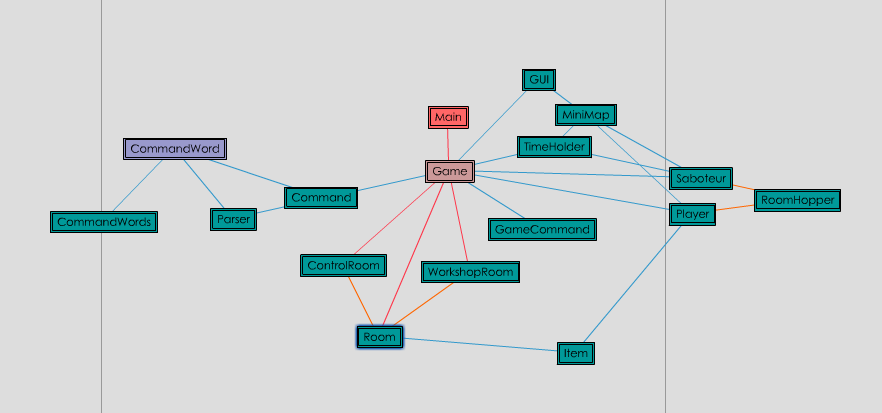 GUI
Main
MiniMap
CommandWord
TimeHolder
Game
Saboteur
Command
RoomHopper
CommandWords
Parser
Player
GameCommand
ControlRoom
WorkshopRoom
Room
Item